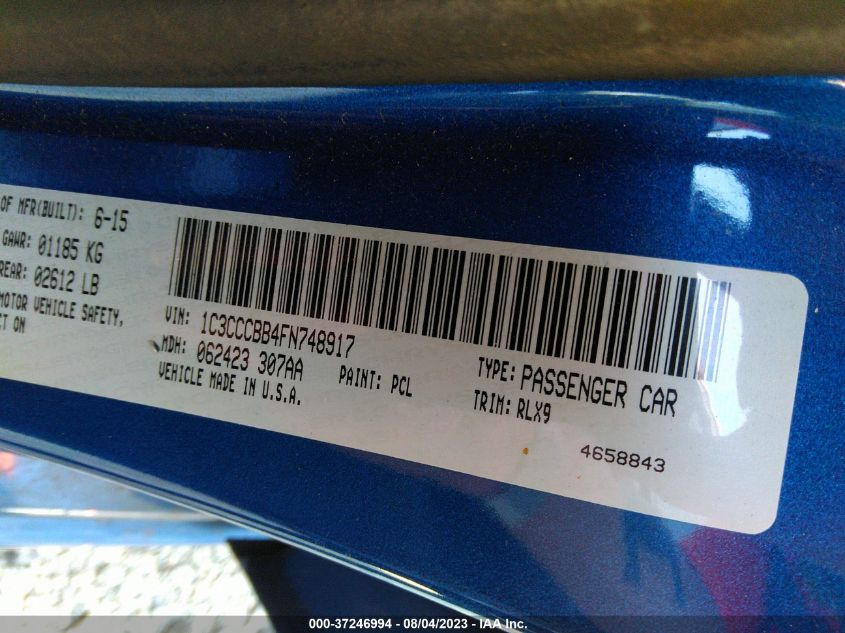 OF MFR(BUILT): 6-15
GAWR: 01185 KG
REAR: 02612 LB
MOTOR VEHICLE SAFETY,
ON
VIN: 1C3CCCBB4FN748917
MDH: 062423 307AA
PAINT: PCL
VEHICLE MADE IN U.S.A.
TYPE: PASSENGER CAR
TRIM: RLX9
4658843
000-37246994 - 08/04/2023 - IAA Inc.